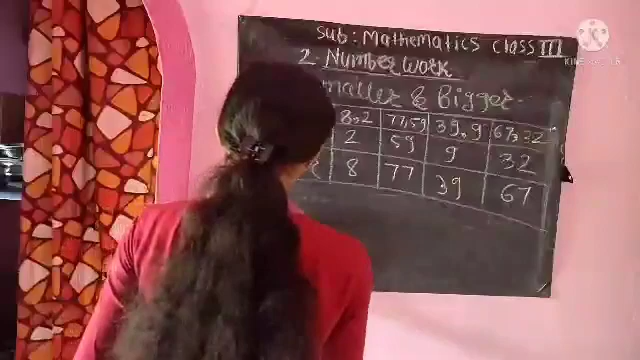 Sub: Mathematics Class III
2. Number work
maller & Bigger
8,2 77,59 39,9 67,32
2 59 9 32
8 77 39 67